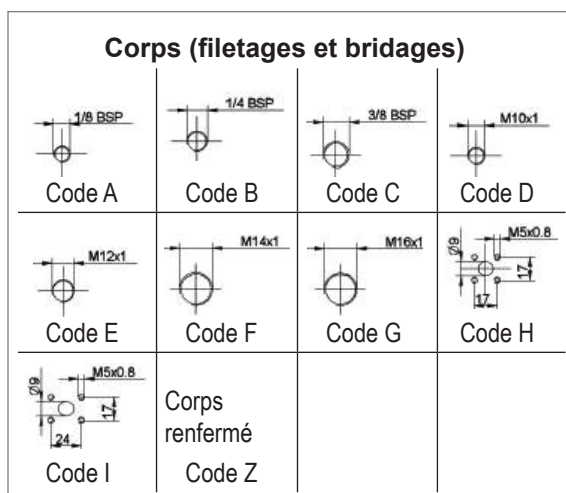 Corps (filetages et bridages)
1/8 BSP
Code A
1/4 BSP
Code B
3/8 BSP
Code C
M10x1
Code D
M12x1
Code E
M14x1
Code F
M16x1
Code G
M5x0.8
Ø9
17
17
Code H
M5x0.8
Ø9
17
24
Code I
Corps
renfermé
Code Z